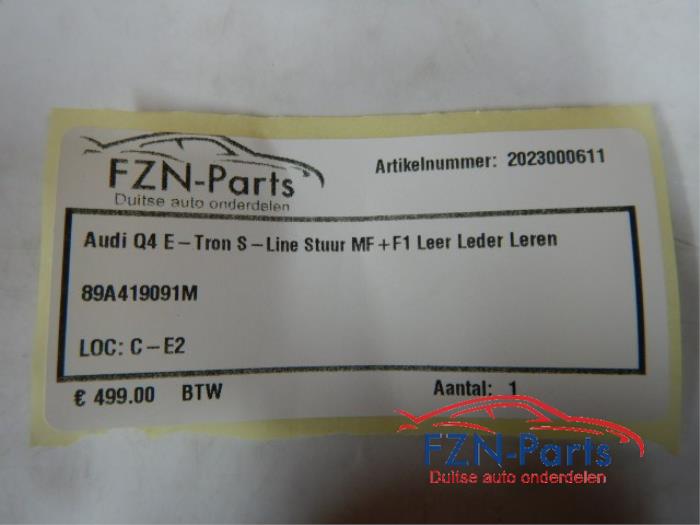 FZN-Parts
Duitse auto onderdelen
Artikelnummer: 2023000611
Audi Q4 E-Tron S-Line Stuur MF+F1 Leer Leder Leren
89A419091M
LOC: C-E2
€ 499.00 BTW
Aantal: 1
FZN-Parts
Duitse auto onderdelen